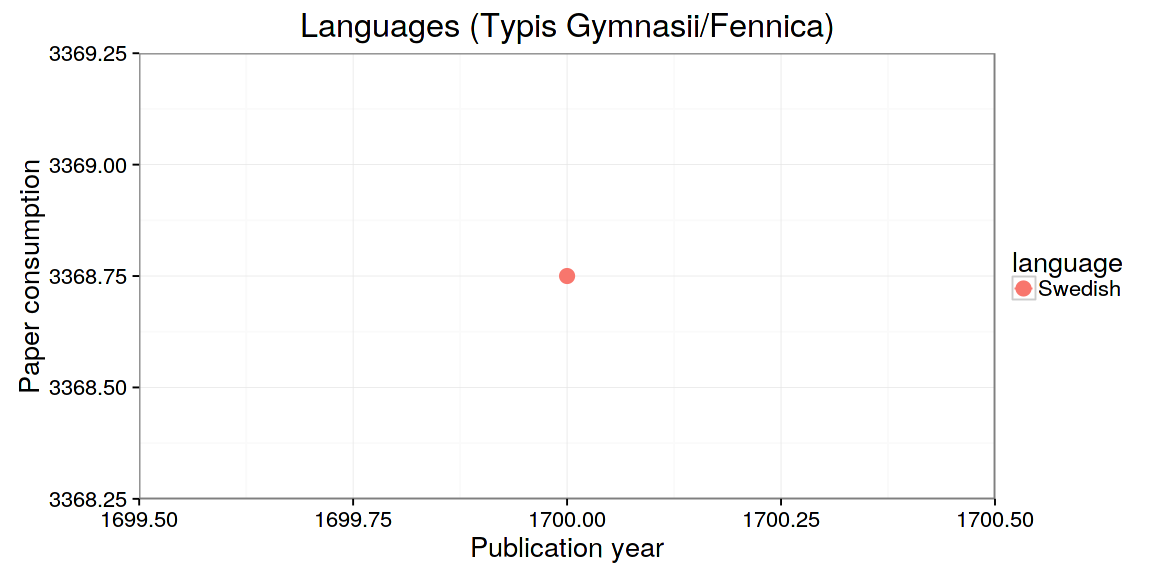 Languages (Typis Gymnasii/Fennica)
3369.25
3369.00
3368.75
3368.50
3368.25
Paper consumption
1699.50 1699.75 1700.00 1700.25 1700.50
Publication year
language
Swedish